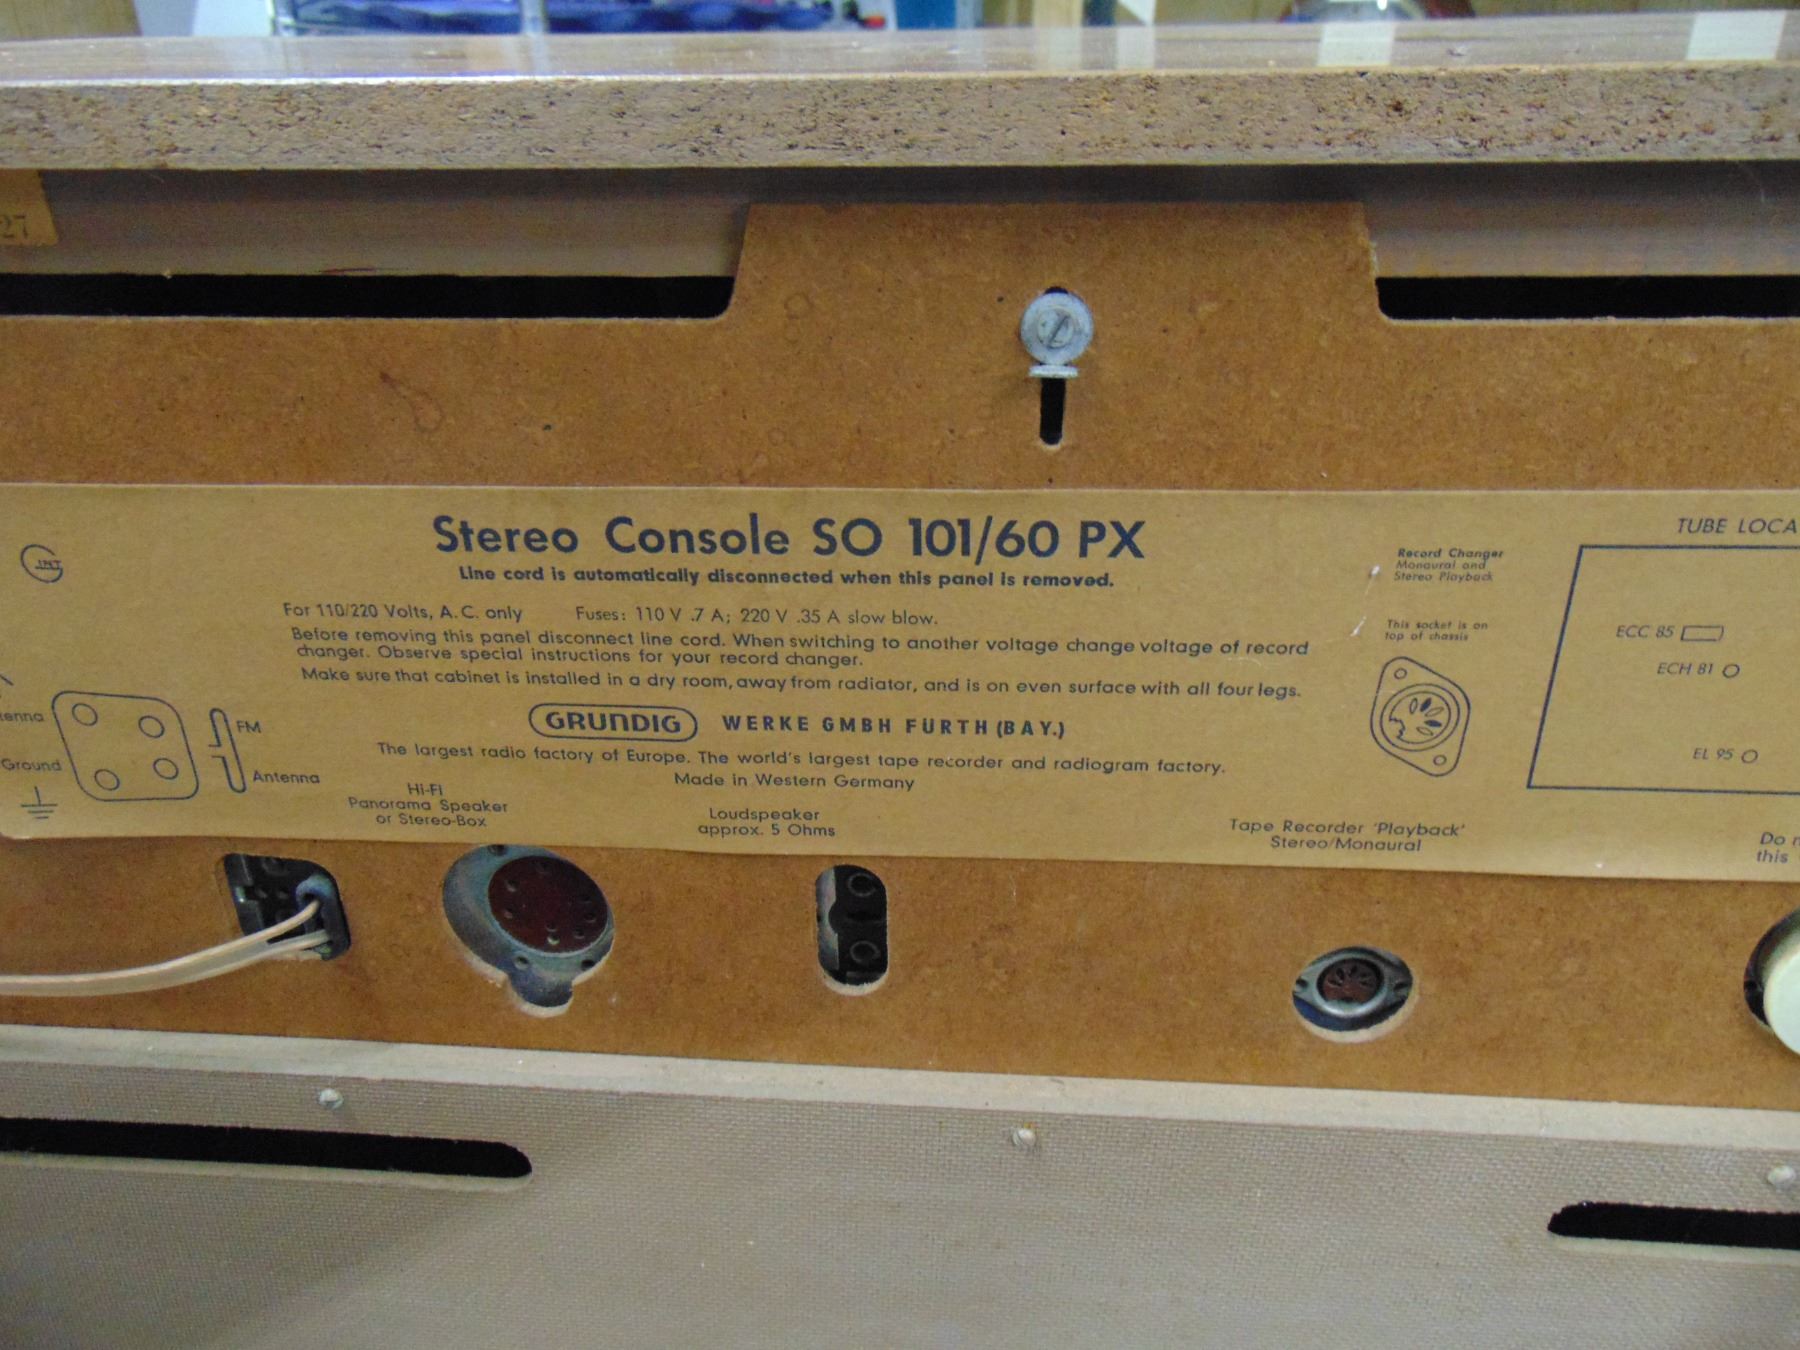 27
Stereo Console SO 101/60 PX
Line cord is automatically disconnected when this panel is removed.
For 110/220 Volts, A.C. only Fuses: 110 V .7 A; 220 V .35 A slow blow.
Before removing this panel disconnect line cord. When switching to another voltage change voltage of record
changer. Observe special instructions for your record changer.
Make sure that cabinet is installed in a dry room, away from radiator, and is on even surface with all four legs.
GRUNDIG WERKE GMBH FÜRTH (BAY.)
The largest radio factory of Europe. The world's largest tape recorder and radiogram factory.
Made in Western Germany
enna
Ground
FM
Antenna
Hi-Fi
Panorama Speaker
or Stereo-Box
Loudspeaker
approx. 5 Ohms
Tape Recorder 'Playback'
Stereo/Monaural
Record Changer
Monaural and
Stereo Playback
This socket is on
top of chassis
TUBE LOCA
ECC 85
ECH 81
EL 95
Do n
this